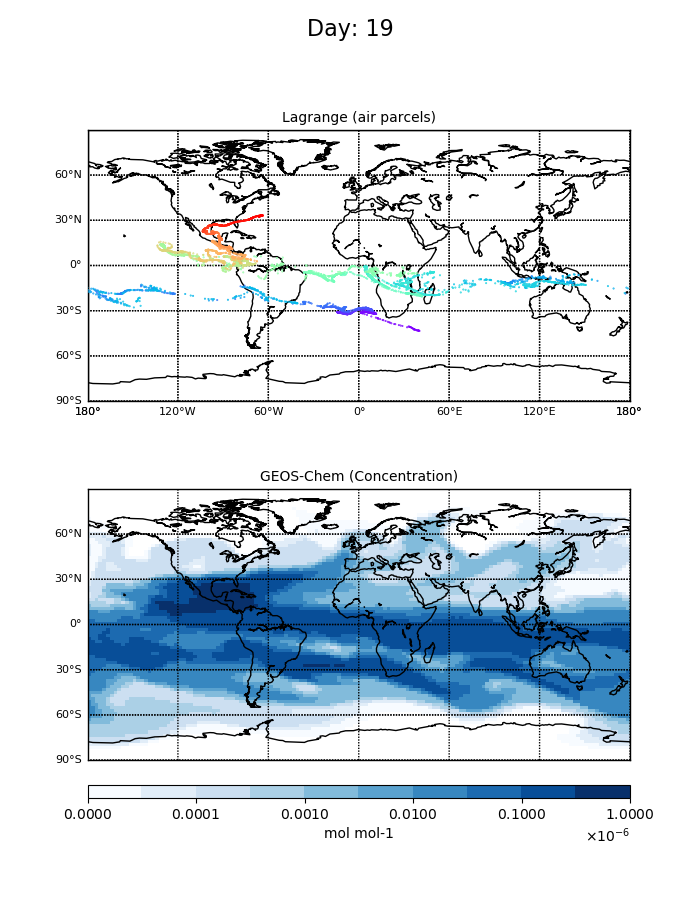 Day: 19
Lagrange (air parcels)
60°N
30°N
0°
30°S
60°S
90°S
180° 120°W 60°W 0° 60°E 120°E 180°
GEOS-Chem (Concentration)
60°N
30°N
0°
30°S
60°S
90°S
0.0000 0.0001 0.0010 0.0100 0.1000 1.0000
mol mol-1
×10⁻⁶